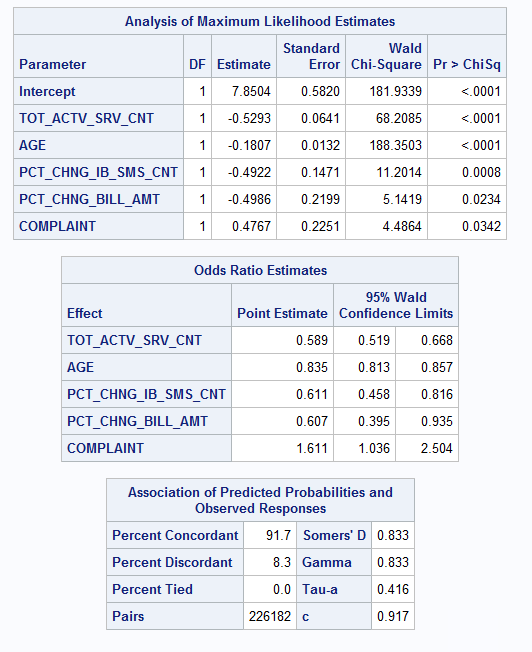 Analysis of Maximum Likelihood Estimates
Parameter DF Estimate Standard Error Wald Chi-Square Pr > ChiSq
Intercept 1 7.8504 0.5820 181.9339 <.0001
TOT_ACTV_SRV_CNT 1 -0.5293 0.0641 68.2085 <.0001
AGE 1 -0.1807 0.0132 188.3503 <.0001
PCT_CHNG_IB_SMS_CNT 1 -0.4922 0.1471 11.2014 0.0008
PCT_CHNG_BILL_AMT 1 -0.4986 0.2199 5.1419 0.0234
COMPLAINT 1 0.4767 0.2251 4.4864 0.0342
Odds Ratio Estimates
Effect Point Estimate 95% Wald Confidence Limits
TOT_ACTV_SRV_CNT 0.589 0.519 0.668
AGE 0.835 0.813 0.857
PCT_CHNG_IB_SMS_CNT 0.611 0.458 0.816
PCT_CHNG_BILL_AMT 0.607 0.395 0.935
COMPLAINT 1.611 1.036 2.504
Association of Predicted Probabilities and
Observed Responses
Percent Concordant 91.7 Somers' D 0.833
Percent Discordant 8.3 Gamma 0.833
Percent Tied 0.0 Tau-a 0.416
Pairs 226182 c 0.917